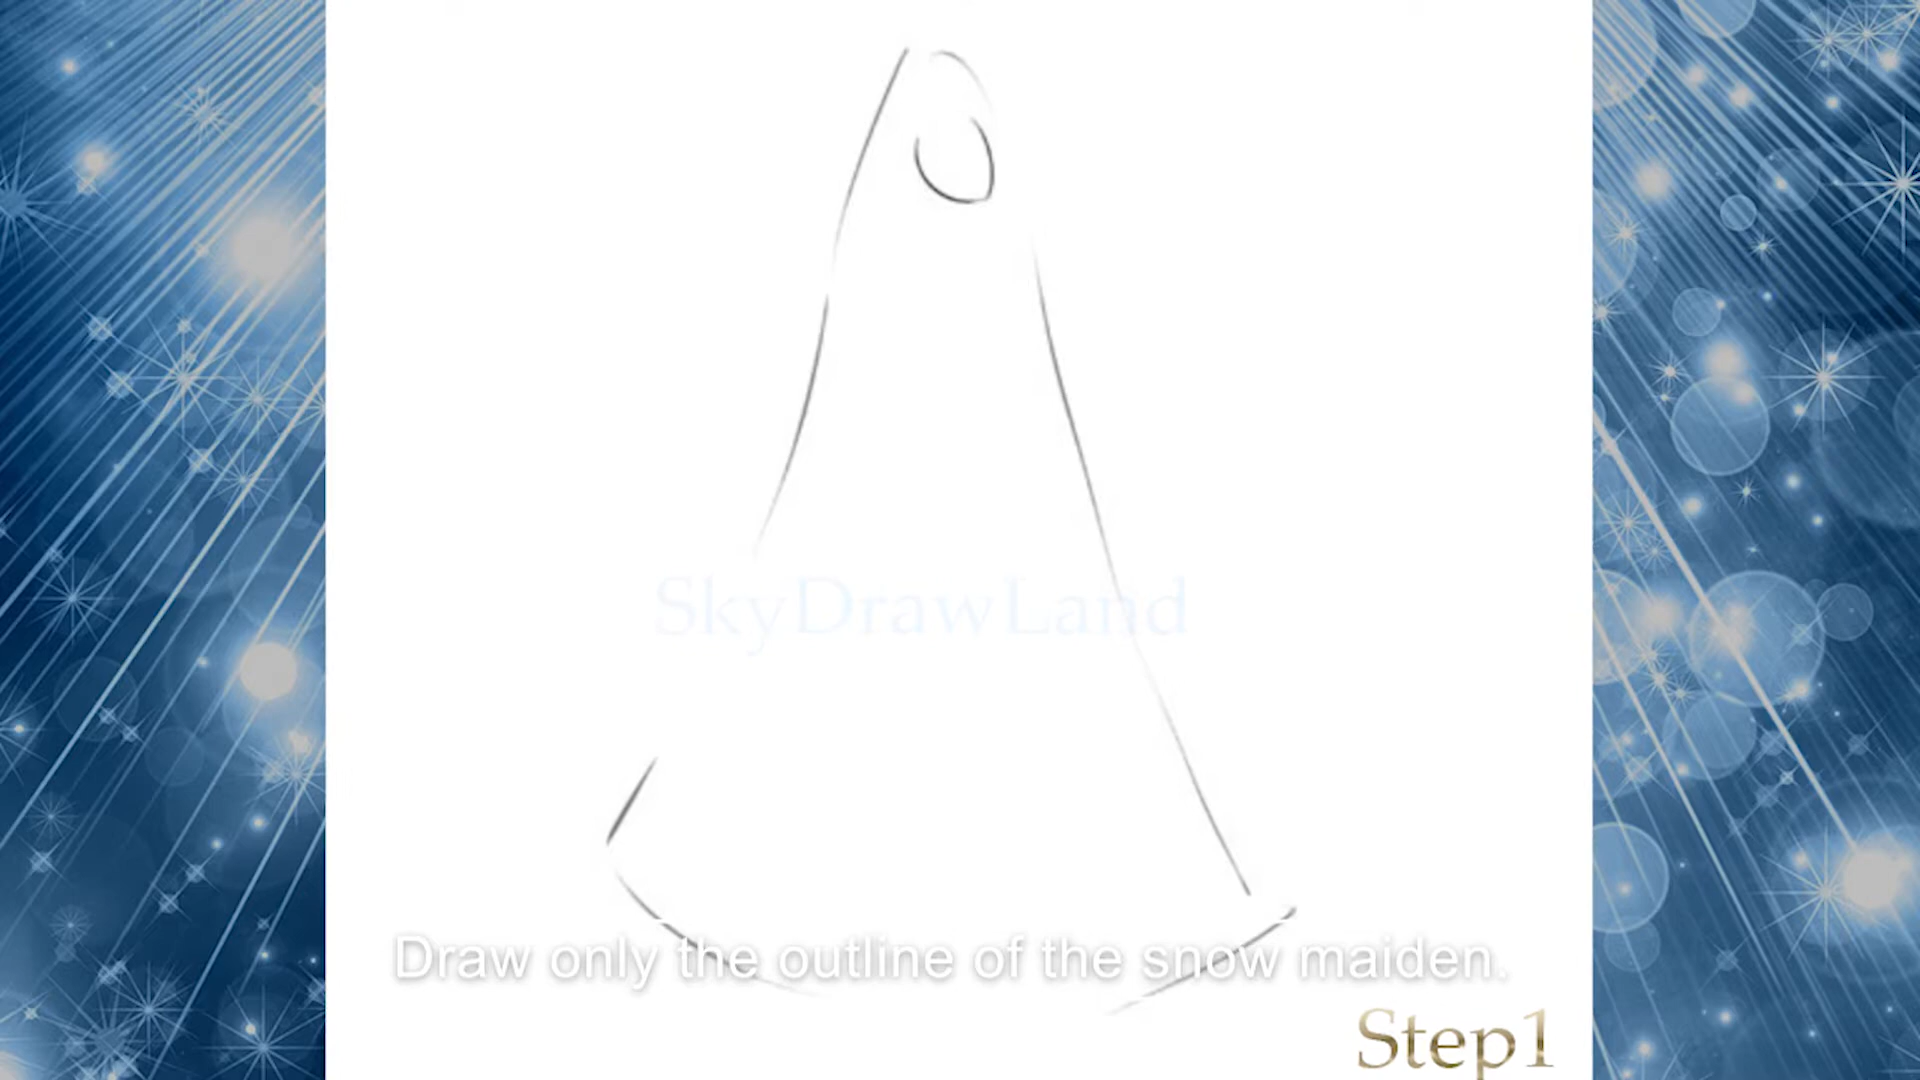 SkyDrawLand
Draw only the outline of the snow maiden.
Step1